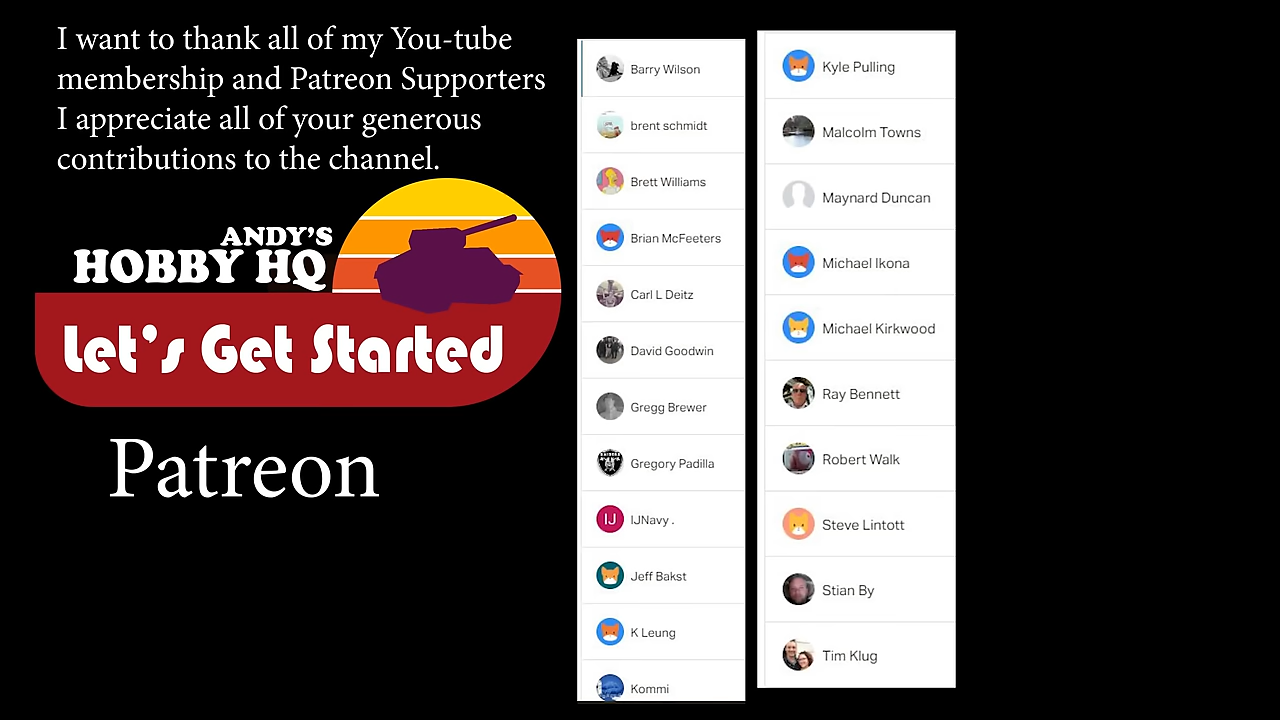 I want to thank all of my You-tube
membership and Patreon Supporters
I appreciate all of your generous
contributions to the channel.
ANDY'S
HOBBY HQ
Let's Get Started
Patreon
Barry Wilson
brent schmidt
Brett Williams
Brian McFeeters
Carl L Deitz
David Goodwin
Gregg Brewer
Gregory Padilla
IJ
IJNavy .
Jeff Bakst
K Leung
Kommi
Kyle Pulling
Malcolm Towns
Maynard Duncan
Michael Ikona
Michael Kirkwood
Ray Bennett
Robert Walk
Steve Lintott
Stian By
Tim Klug